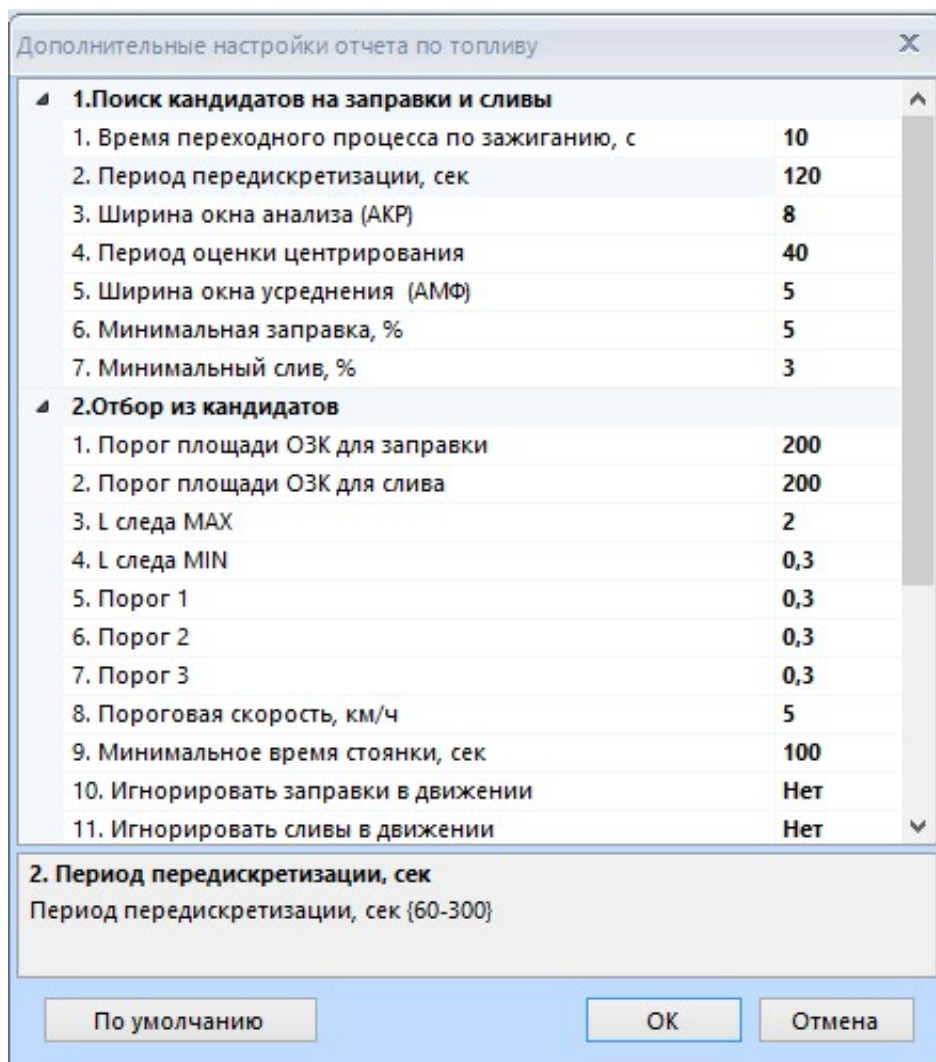 Дополнительные настройки отчета по топливу
1.Поиск кандидатов на заправки и сливы
1. Время переходного процесса по зажиганию, с 10
2. Период передискретизации, сек 120
3. Ширина окна анализа (АКР) 8
4. Период оценки центрирования 40
5. Ширина окна усреднения (АМФ) 5
6. Минимальная заправка, % 5
7. Минимальный слив, % 3
2.Отбор из кандидатов
1. Порог площади ОЗК для заправки 200
2. Порог площади ОЗК для слива 200
3. L следа MAX 2
4. L следа MIN 0,3
5. Порог 1 0,3
6. Порог 2 0,3
7. Порог 3 0,3
8. Пороговая скорость, км/ч 5
9. Минимальное время стоянки, сек 100
10. Игнорировать заправки в движении Нет
11. Игнорировать сливы в движении Нет
2. Период передискретизации, сек
Период передискретизации, сек {60-300}
По умолчанию OK Отмена